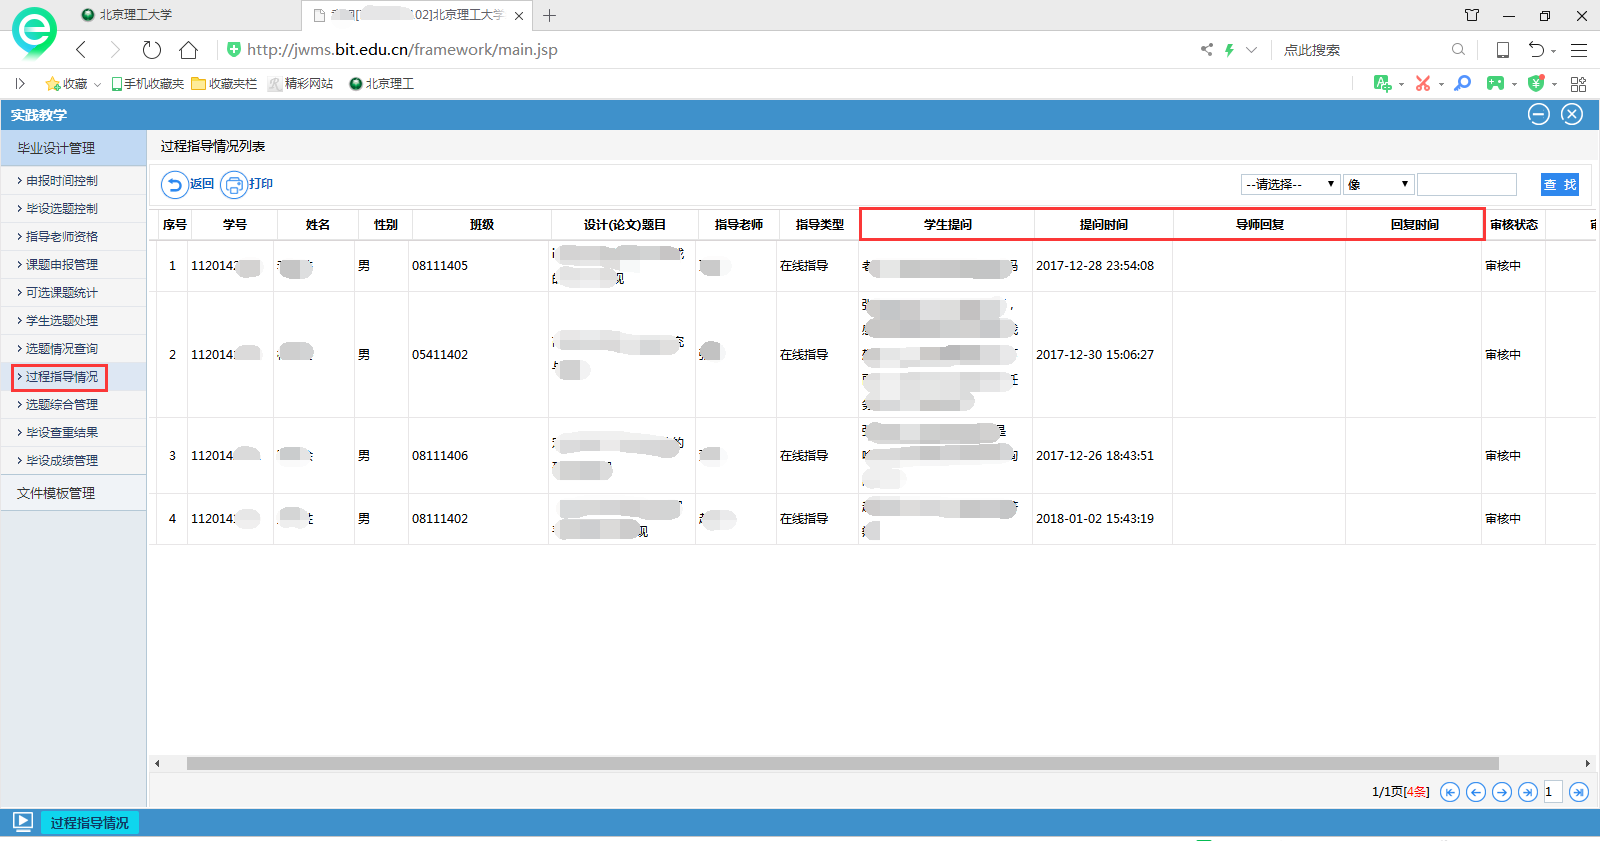 北京理工大学
02]北京理工大学
http://jwms.bit.edu.cn/framework/main.jsp
点此搜索
收藏
手机收藏夹
收藏夹栏
精彩网站
北京理工
实践教学
毕业设计管理
申报时间控制
毕设选题控制
指导老师资格
课题申报管理
可选课题统计
学生选题处理
选题情况查询
过程指导情况
选题综合管理
毕设查重结果
毕设成绩管理
文件模板管理
过程指导情况列表
返回 打印
--请选择-- 像 查 找
序号 学号 姓名 性别 班级 设计(论文)题目 指导老师 指导类型 学生提问 提问时间 导师回复 回复时间 审核状态
1 112014 男 08111405 在线指导 2017-12-28 23:54:08 审核中
2 112014 男 05411402 在线指导 2017-12-30 15:06:27 审核中
3 112014 男 08111406 在线指导 2017-12-26 18:43:51 审核中
4 112014 男 08111402 在线指导 2018-01-02 15:43:19 审核中
1/1页[4条] 1
过程指导情况